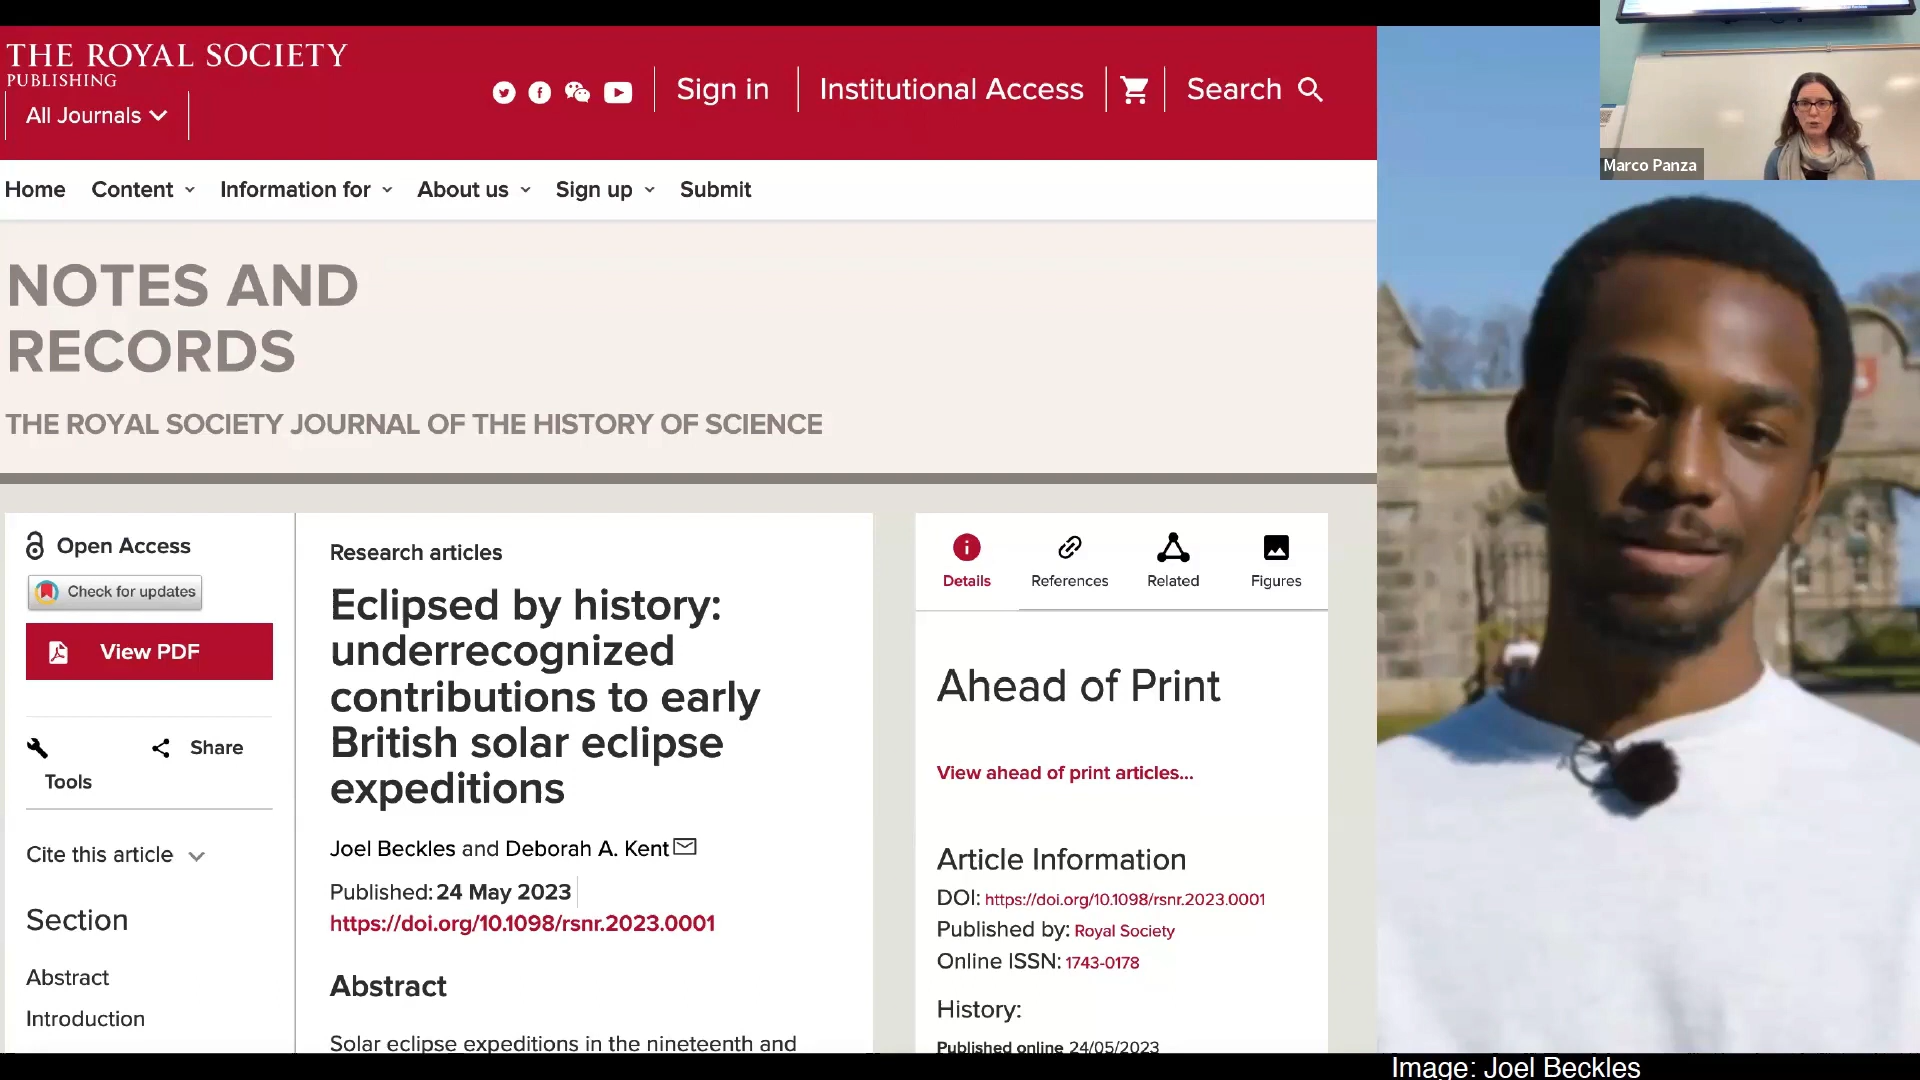 THE ROYAL SOCIETY
PUBLISHING
All Journals
Sign in
Institutional Access
Search
Marco Panza
Home Content Information for About us Sign up Submit
NOTES AND
RECORDS
THE ROYAL SOCIETY JOURNAL OF THE HISTORY OF SCIENCE
Open Access
Check for updates
View PDF
Share
Tools
Cite this article
Section
Abstract
Introduction
Research articles
Eclipsed by history:
underrecognized
contributions to early
British solar eclipse
expeditions
Joel Beckles and Deborah A. Kent
Published: 24 May 2023
https://doi.org/10.1098/rsnr.2023.0001
Abstract
Solar eclipse expeditions in the nineteenth and
Details
References
Related
Figures
Ahead of Print
View ahead of print articles...
Article Information
DOI: https://doi.org/10.1098/rsnr.2023.0001
Published by: Royal Society
Online ISSN: 1743-0178
History:
Published online 24/05/2023
Image: Joel Beckles